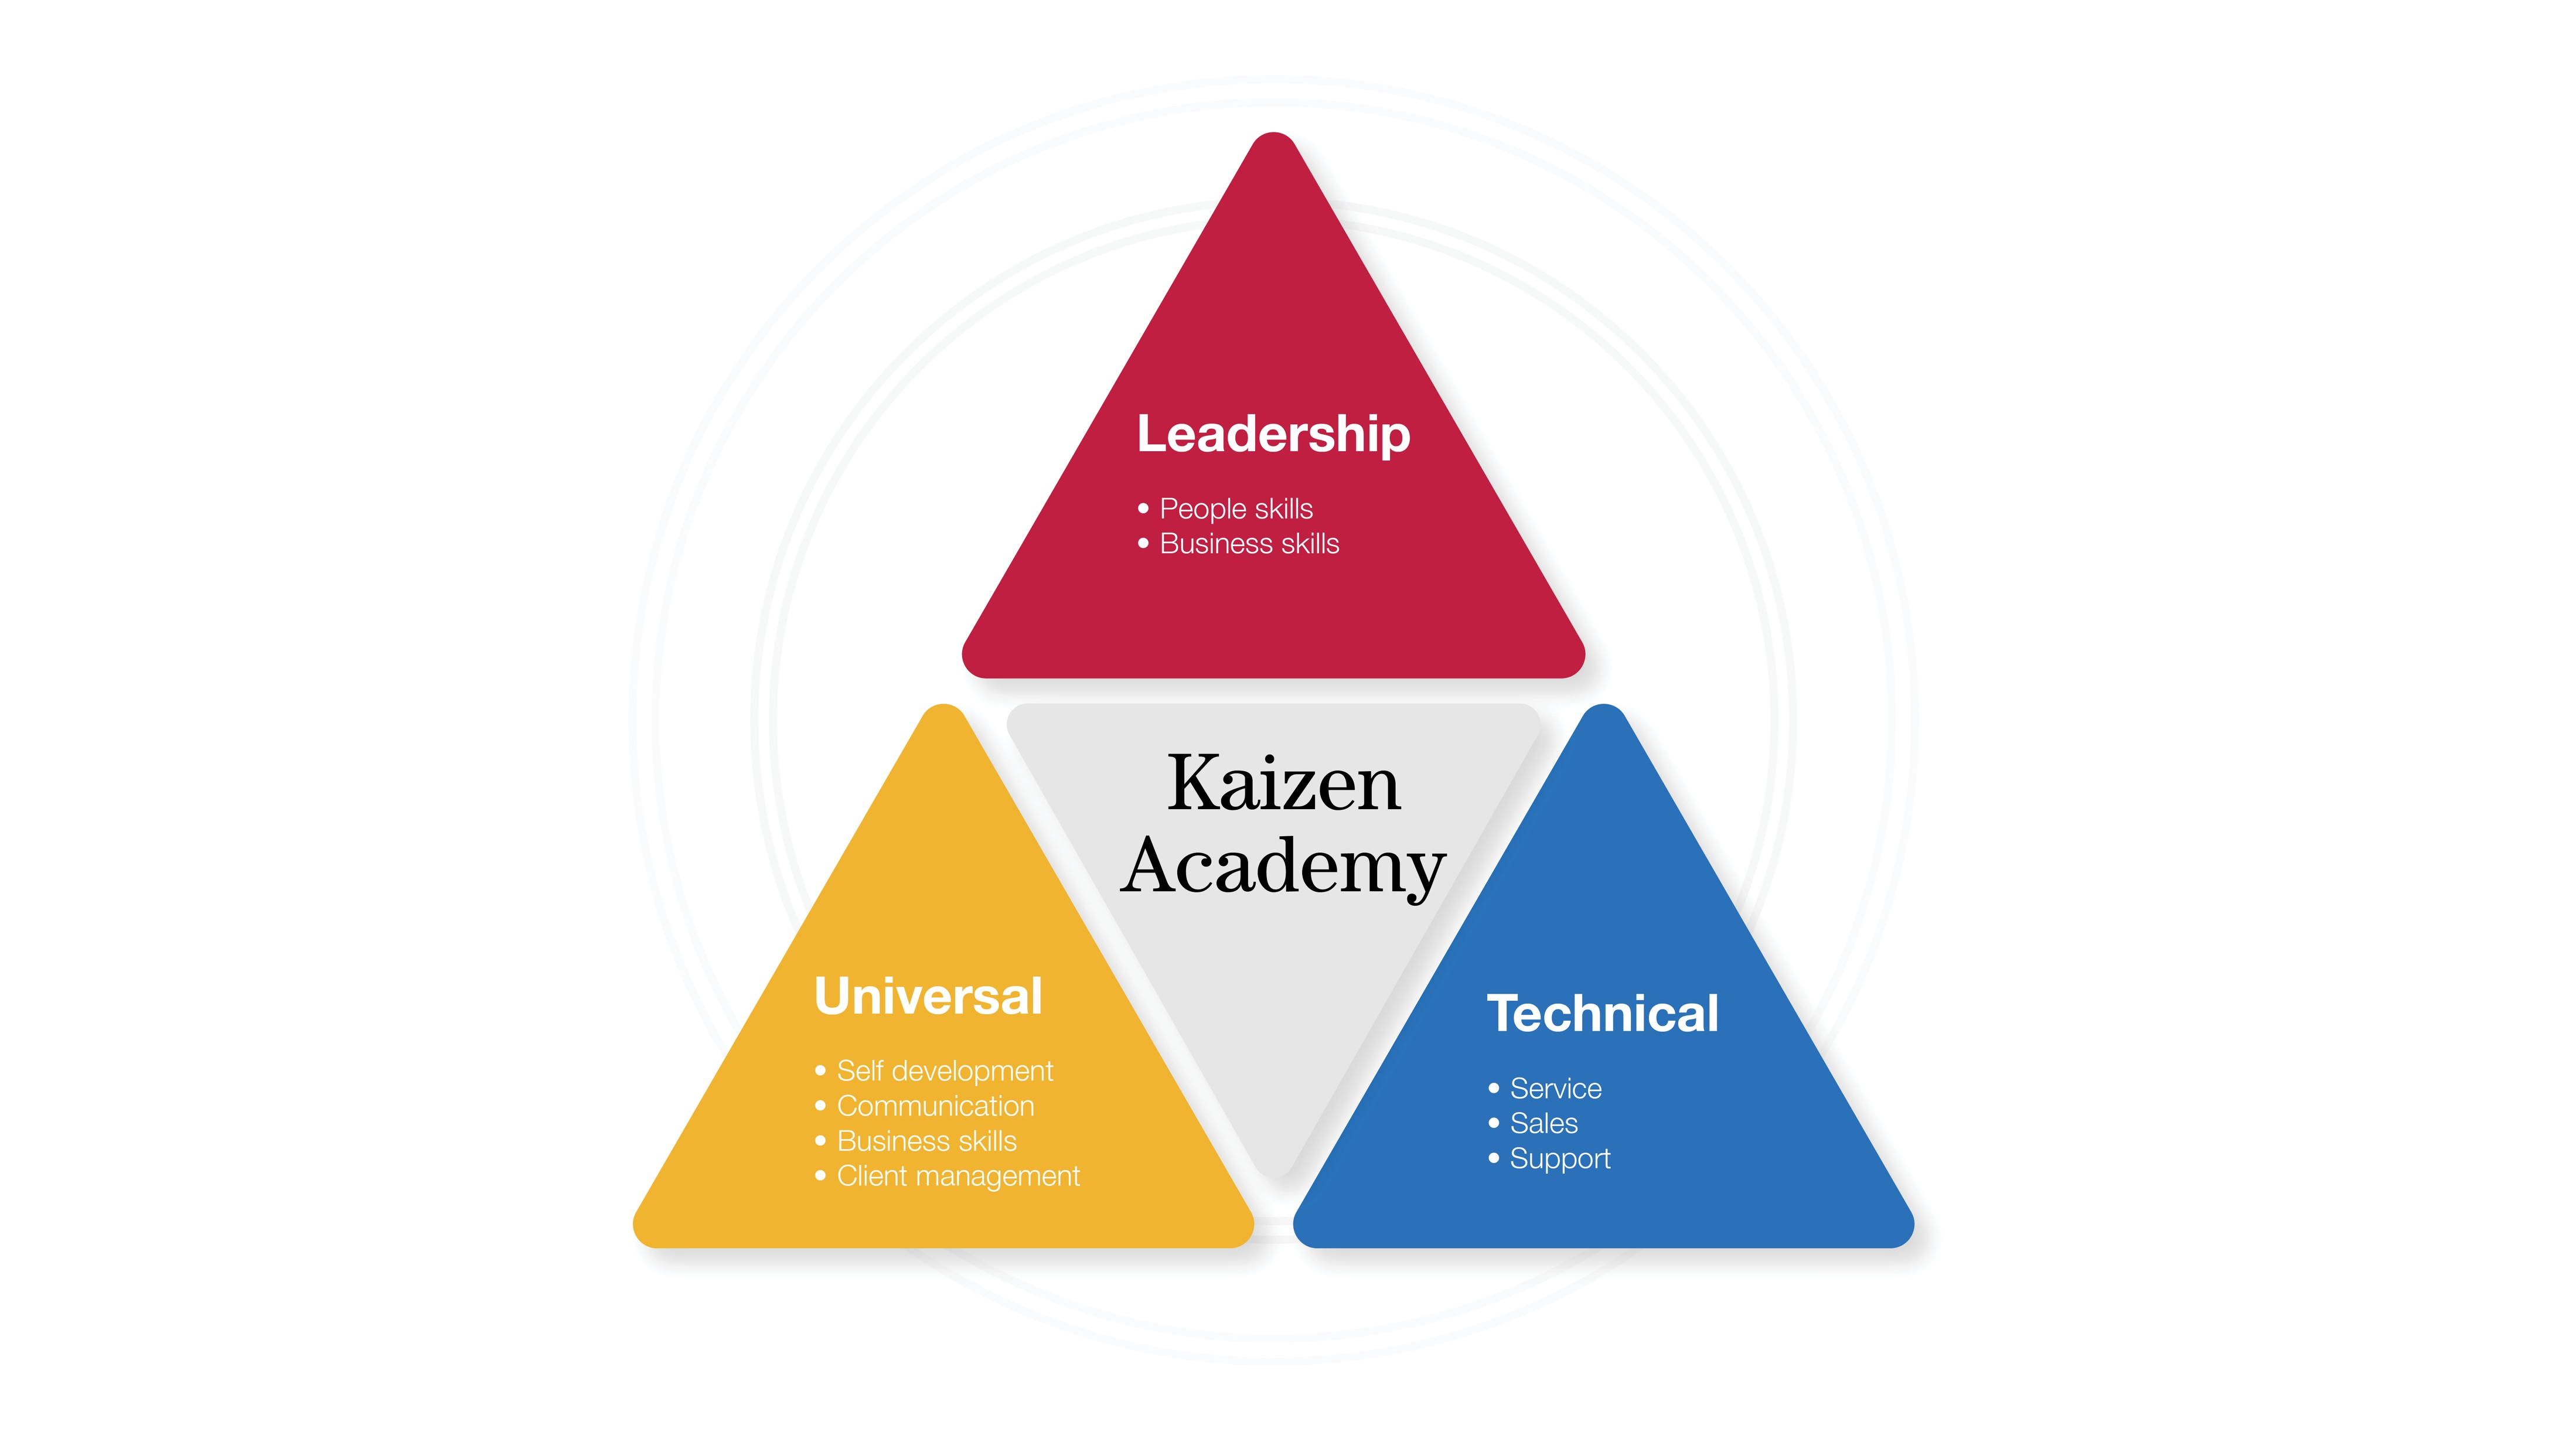 Leadership
• People skills
• Business skills
Kaizen
Academy
Universal
• Self development
• Communication
• Business skills
• Client management
Technical
• Service
• Sales
• Support